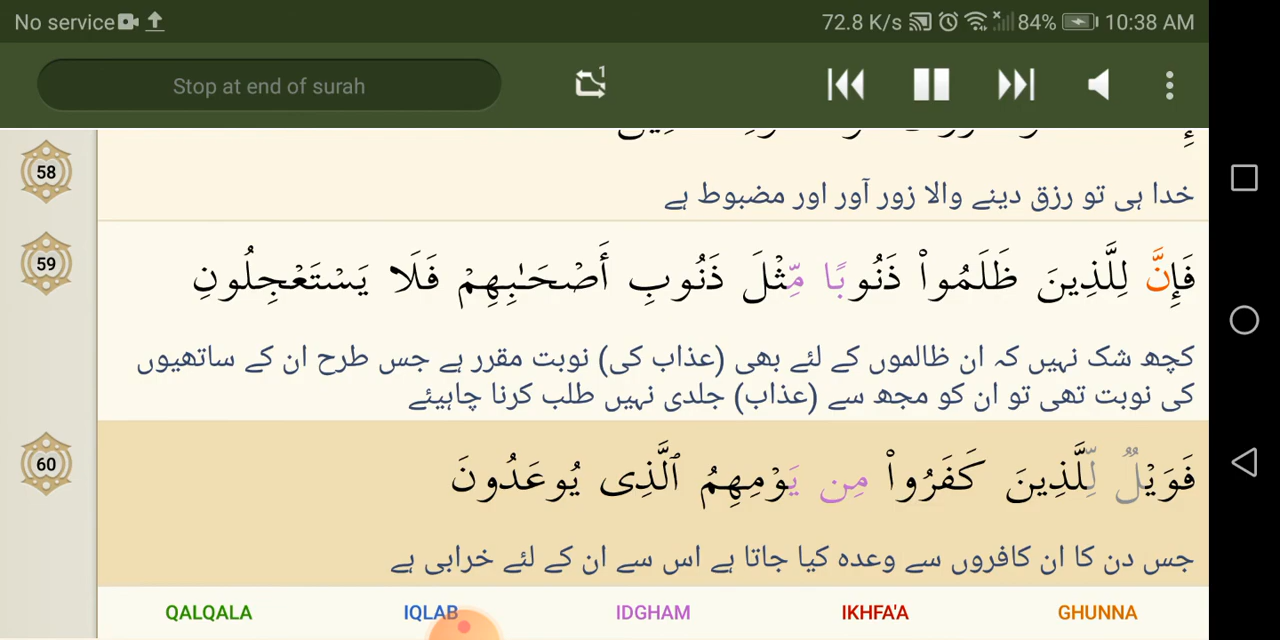 No service 72.8 K/s 84% 10:38 AM
Stop at end of surah 1
58
خدا ہی تو رزق دینے والا زور آور اور مضبوط ہے
59
فَإِنَّ لِلَّذِينَ ظَلَمُوا۟ ذَنُوبًا مِّثْلَ ذَنُوبِ أَصْحَـٰبِهِمْ فَلَا يَسْتَعْجِلُونِ
کچھ شک نہیں کہ ان ظالموں کے لئے بھی (عذاب کی) نوبت مقرر ہے جس طرح ان کے ساتھیوں
کی نوبت تھی تو ان کو مجھ سے (عذاب) جلدی نہیں طلب کرنا چاہیئے
60
فَوَيْلٌ لِّلَّذِينَ كَفَرُوا۟ مِن يَوْمِهِمُ ٱلَّذِى يُوعَدُونَ
جس دن کا ان کافروں سے وعدہ کیا جاتا ہے اس سے ان کے لئے خرابی ہے
QALQALA IQLAB IDGHAM IKHFA'A GHUNNA